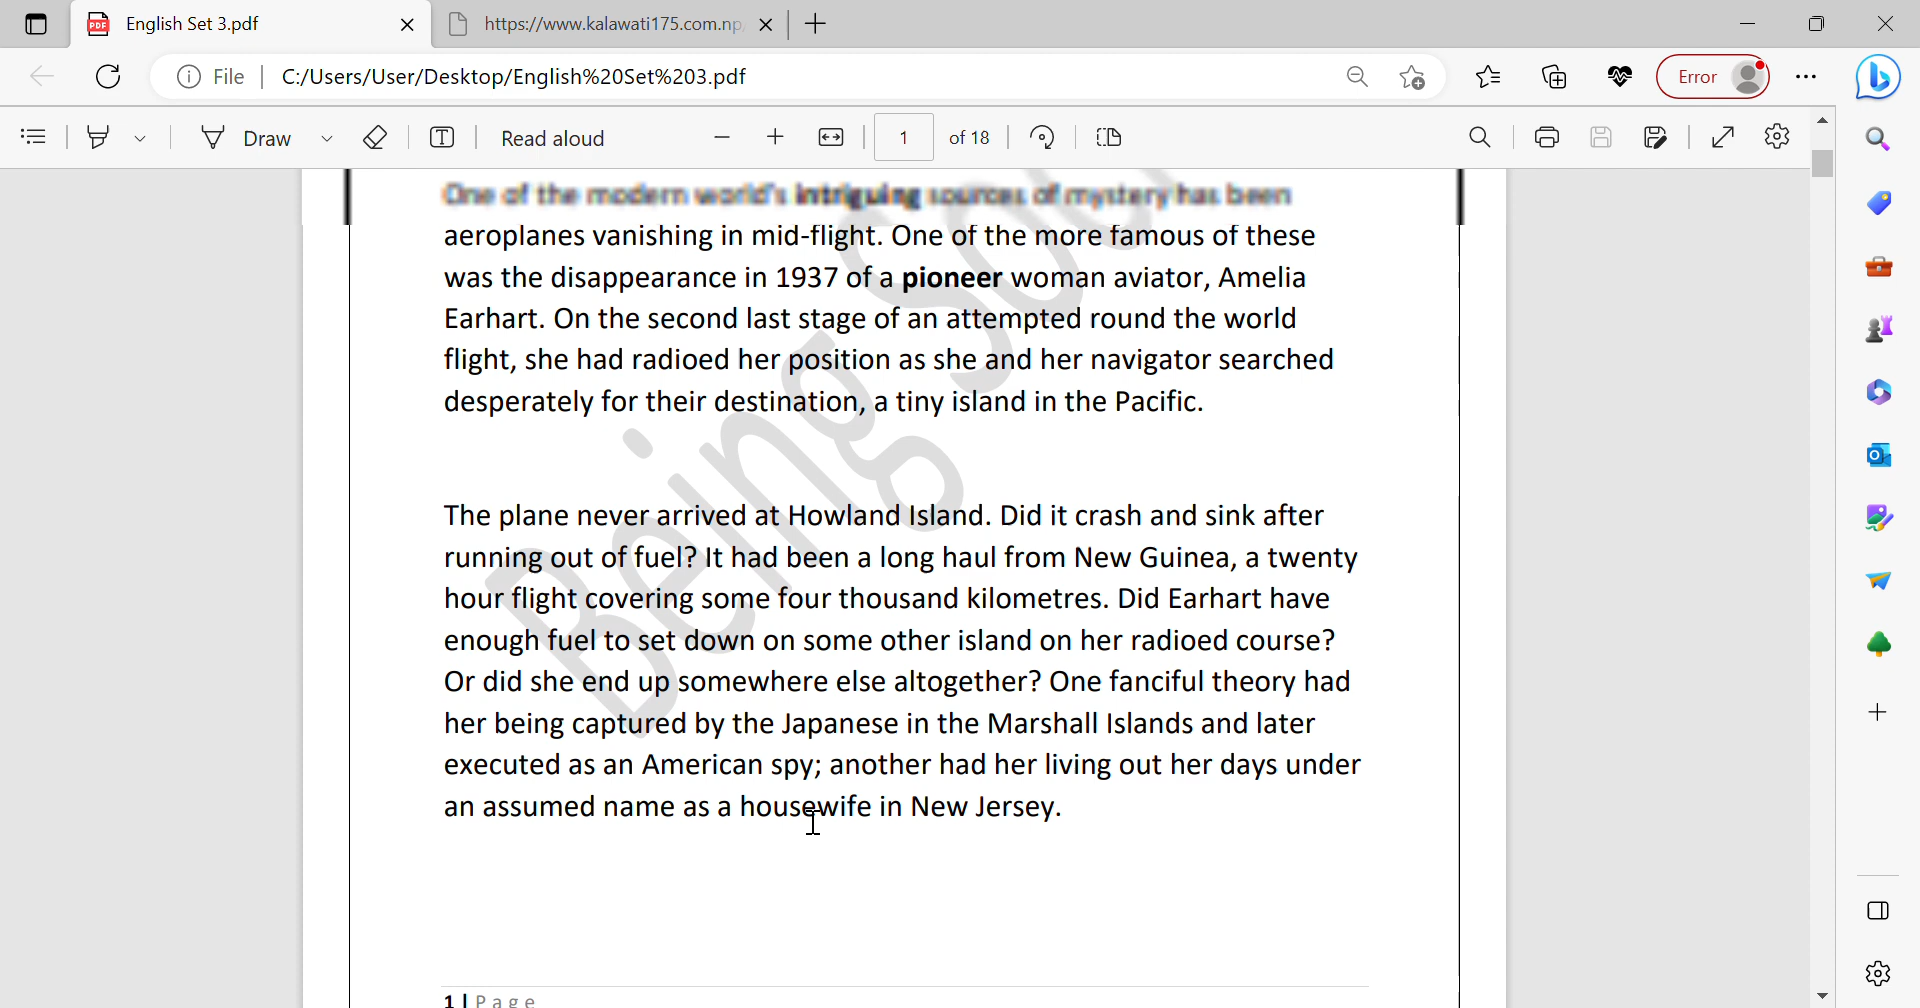 English Set 3.pdf
https://www.kalawati175.com.np
File
C:/Users/User/Desktop/English%20Set%203.pdf
Error
Draw
Read aloud
1
of 18
One of the modern world's intriguing sources of mystery has been
aeroplanes vanishing in mid-flight. One of the more famous of these
was the disappearance in 1937 of a pioneer woman aviator, Amelia
Earhart. On the second last stage of an attempted round the world
flight, she had radioed her position as she and her navigator searched
desperately for their destination, a tiny island in the Pacific.
The plane never arrived at Howland Island. Did it crash and sink after
running out of fuel? It had been a long haul from New Guinea, a twenty
hour flight covering some four thousand kilometres. Did Earhart have
enough fuel to set down on some other island on her radioed course?
Or did she end up somewhere else altogether? One fanciful theory had
her being captured by the Japanese in the Marshall Islands and later
executed as an American spy; another had her living out her days under
an assumed name as a housewife in New Jersey.
1 | Page
Being